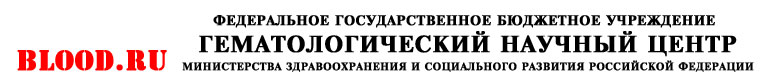 ФЕДЕРАЛЬНОЕ ГОСУДАРСТВЕННОЕ БЮДЖЕТНОЕ УЧРЕЖДЕНИЕ
ГЕМАТОЛОГИЧЕСКИЙ НАУЧНЫЙ ЦЕНТР
BLOOD.RU
МИНИСТЕРСТВА ЗДРАВООХРАНЕНИЯ И СОЦИАЛЬНОГО РАЗВИТИЯ РОССИЙСКОЙ ФЕДЕРАЦИИ